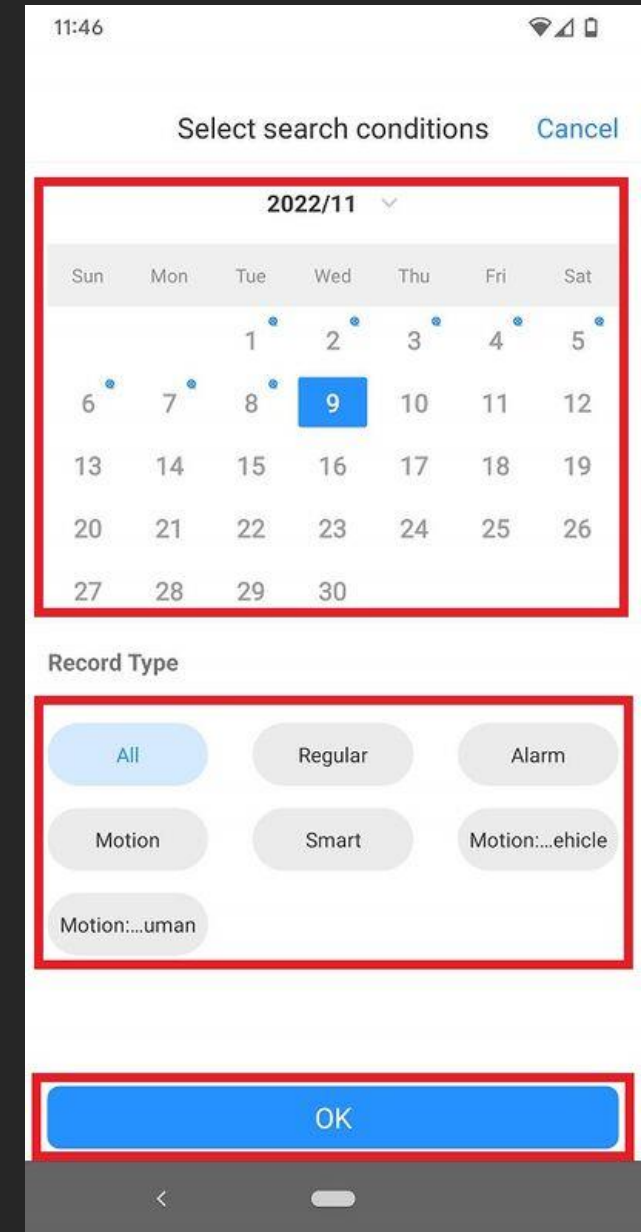 11:46
Select search conditions Cancel
2022/11
Sun Mon Tue Wed Thu Fri Sat
1 2 3 4 5
6 7 8 9 10 11 12
13 14 15 16 17 18 19
20 21 22 23 24 25 26
27 28 29 30
Record Type
All Regular Alarm
Motion Smart Motion:...ehicle
Motion:...uman
OK